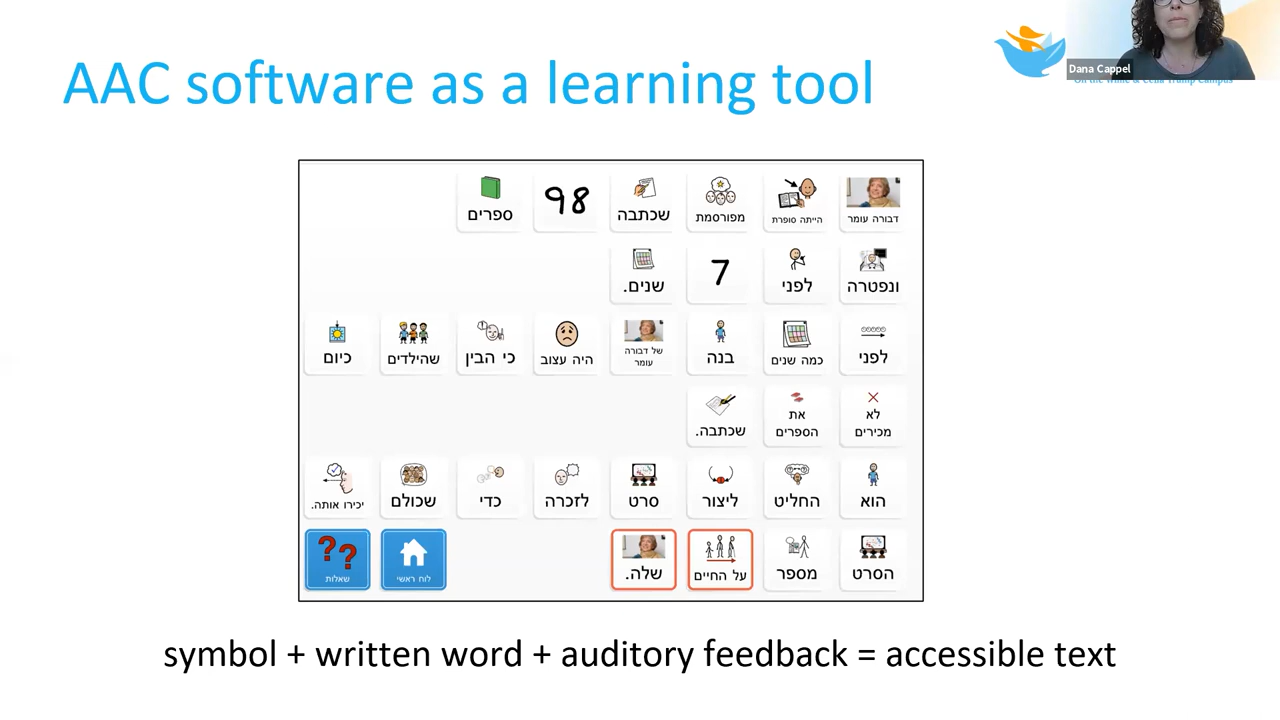 AAC software as a learning tool
Dana Cappel
דבורה עומר הייתה סופרת מפורסמת שכתבה 98 ספרים
ונפטרה לפני 7 שנים.
לפני כמה שנים בנה של דבורה עומר היה עצוב כי הבין שהילדים כיום
לא מכירים את הספרים שכתבה.
הוא החליט ליצור סרט לזכרה כדי שכולם יכירו אותה.
הסרט מספר על החיים שלה. לוח ראשי שאלות
symbol + written word + auditory feedback = accessible text